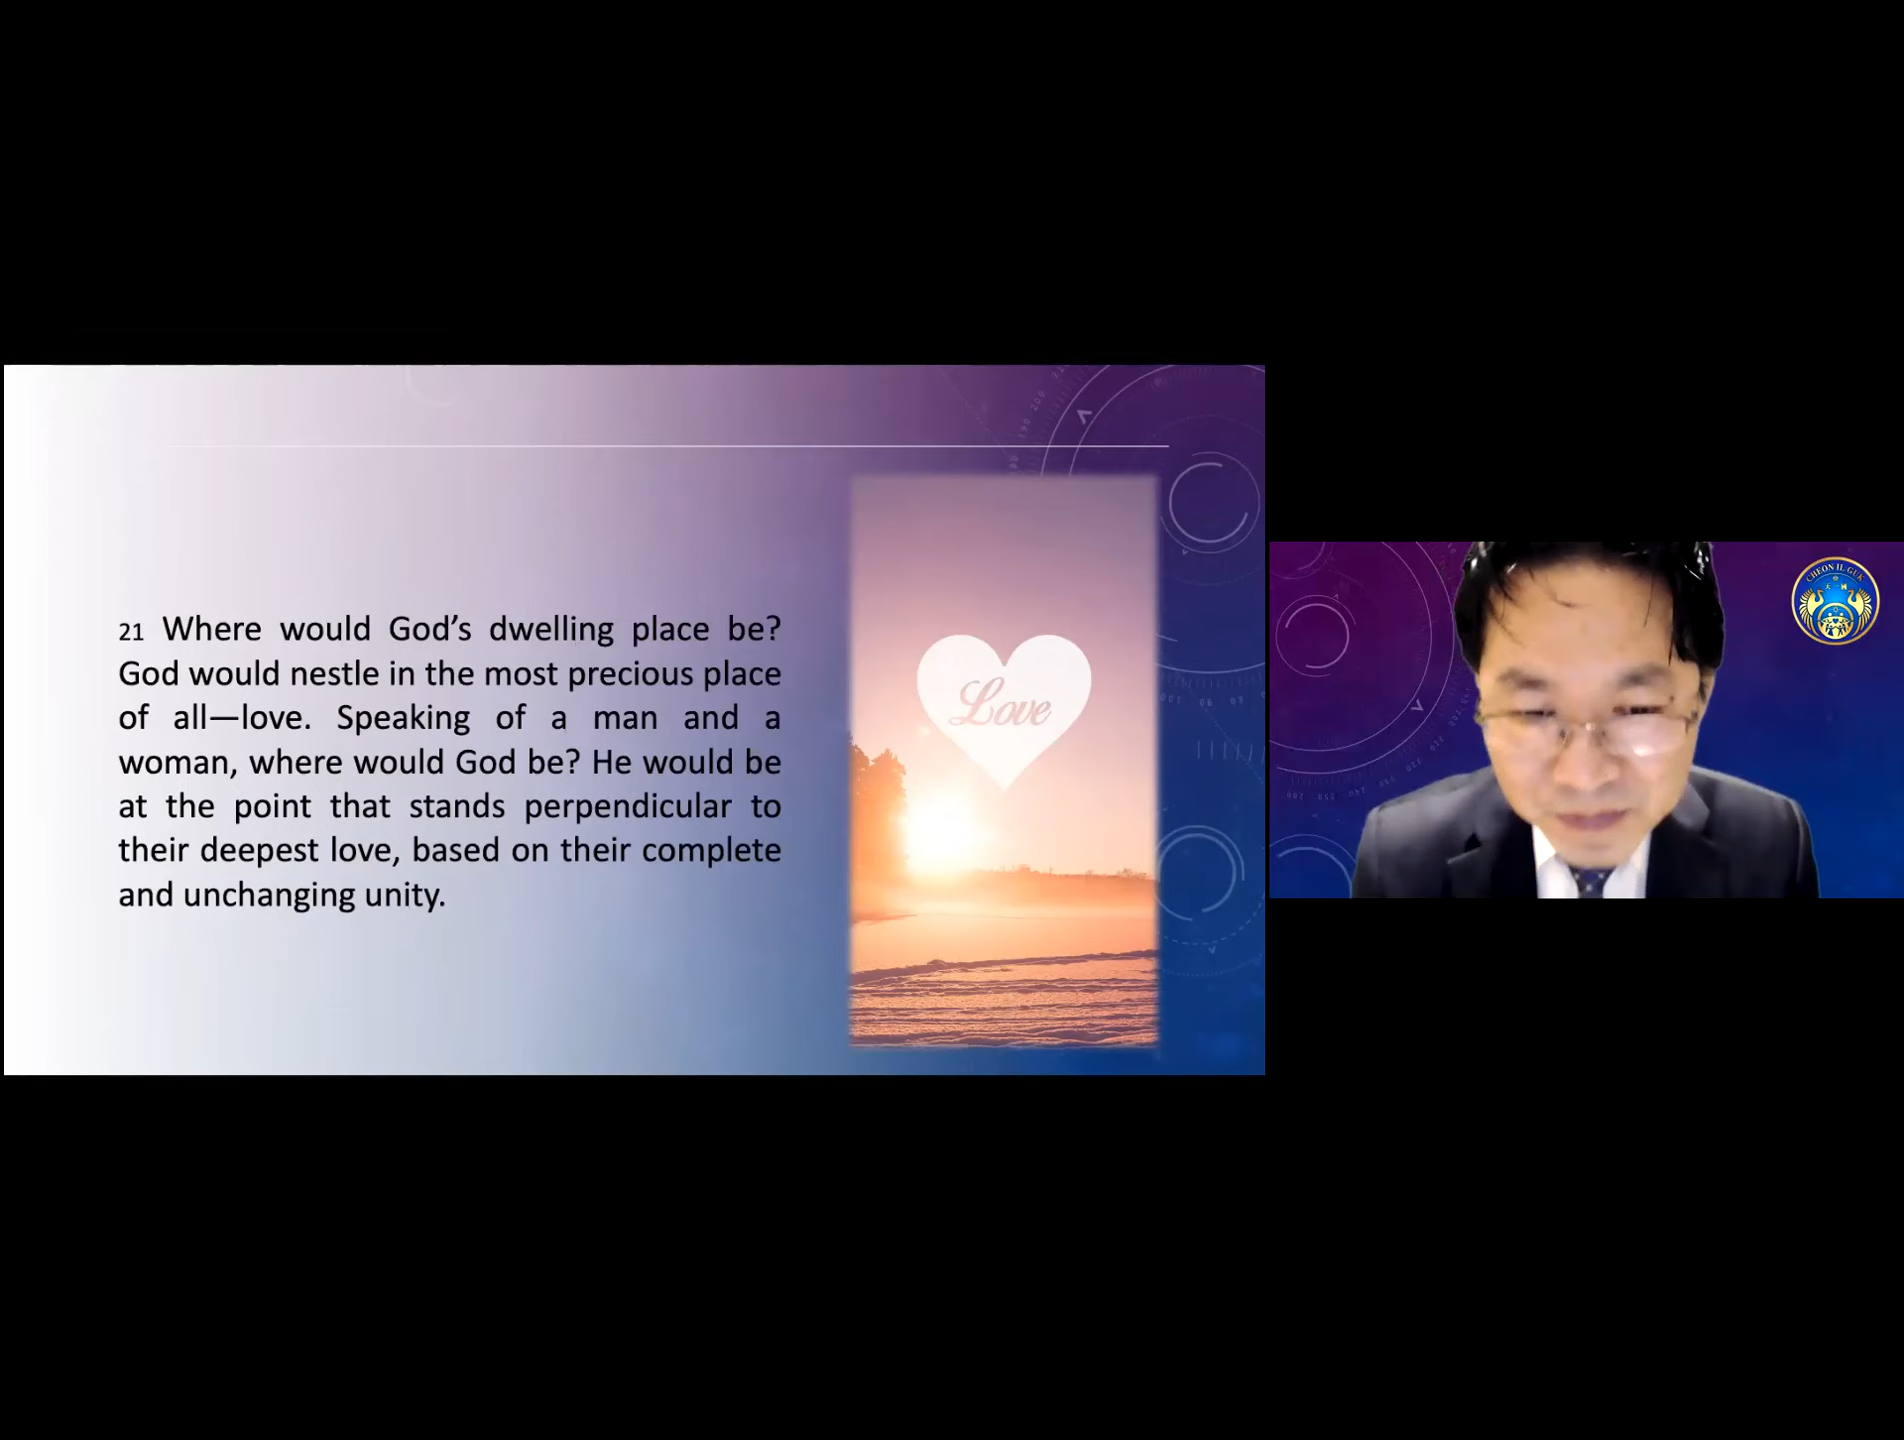 21 Where would God's dwelling place be?
God would nestle in the most precious place
of all—love. Speaking of a man and a
woman, where would God be? He would be
at the point that stands perpendicular to
their deepest love, based on their complete
and unchanging unity.
Love
CHEON IL GUK